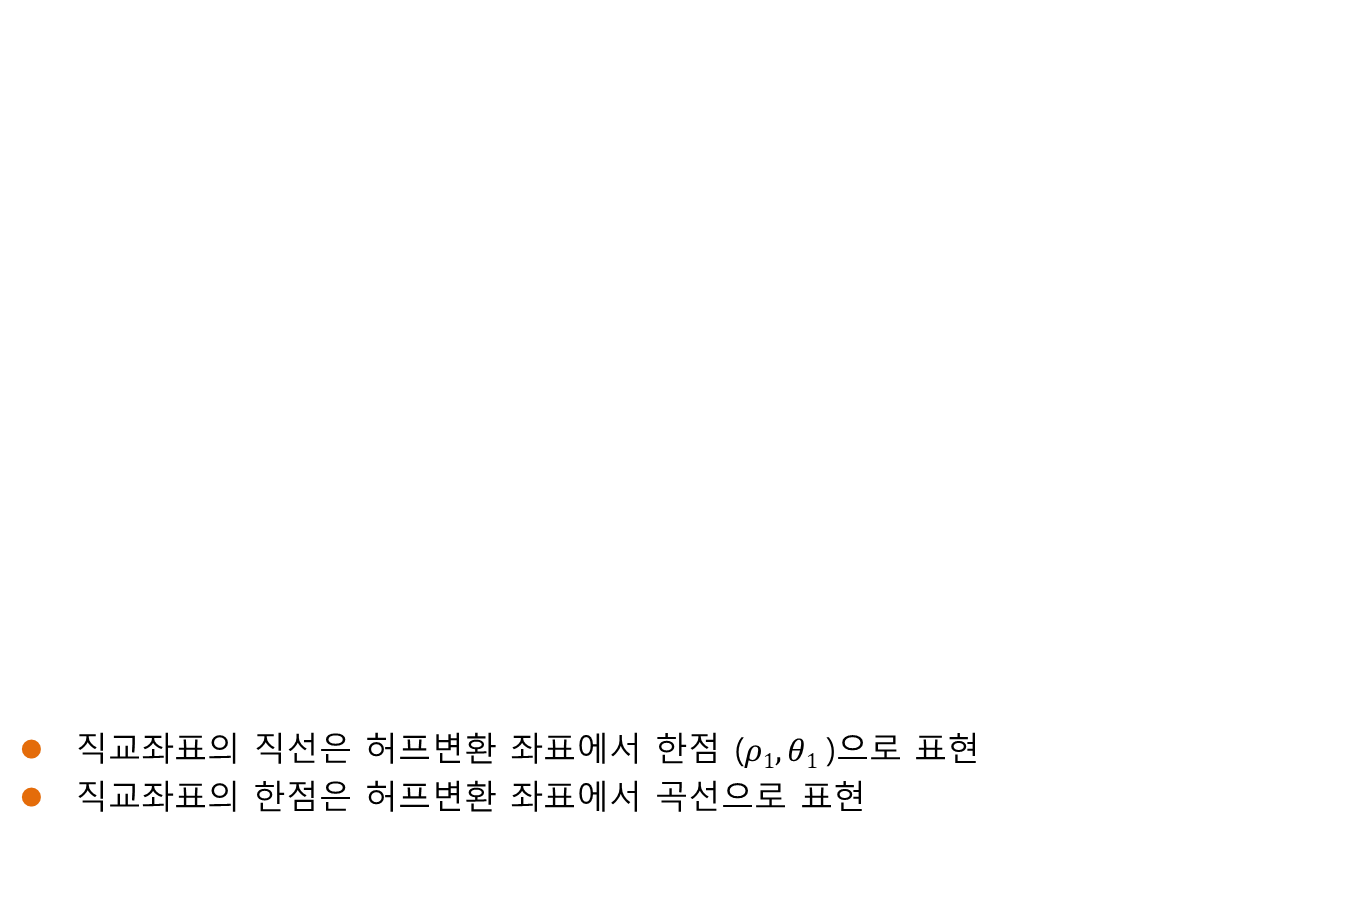 ● 직교좌표의 직선은 허프변환 좌표에서 한점 (ρ₁, θ₁ )으로 표현
● 직교좌표의 한점은 허프변환 좌표에서 곡선으로 표현